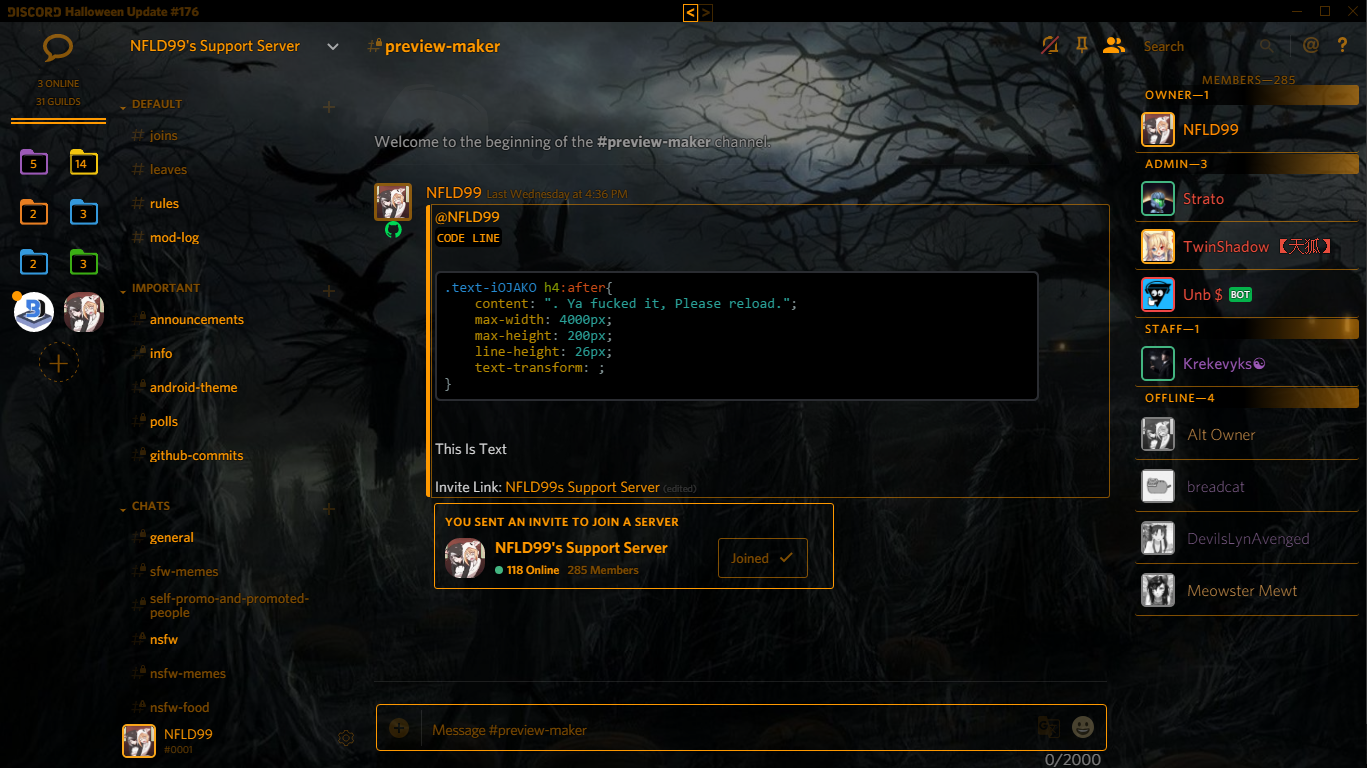 DISCORD Halloween Update #176
< >
NFLD99's Support Server
preview-maker
Search
@ ?
3 ONLINE
31 GUILDS
5
14
2
3
2
3
DEFAULT
joins
leaves
rules
mod-log
IMPORTANT
announcements
info
android-theme
polls
github-commits
CHATS
general
sfw-memes
self-promo-and-promoted-
people
nsfw
nsfw-memes
nsfw-food
NFLD99
#0001
Welcome to the beginning of the #preview-maker channel.
NFLD99 Last Wednesday at 4:36 PM
@NFLD99
CODE LINE
.text-iOJAKO h4:after{
content: ". Ya fucked it, Please reload.";
max-width: 4000px;
max-height: 200px;
line-height: 26px;
text-transform: ;
}
This Is Text
Invite Link: NFLD99s Support Server (edited)
YOU SENT AN INVITE TO JOIN A SERVER
NFLD99's Support Server
118 Online 285 Members
Joined
Message #preview-maker
0/2000
MEMBERS—285
OWNER—1
NFLD99
ADMIN—3
Strato
TwinShadow 【天狐】
Unb $ BOT
STAFF—1
Krekevyks☯
OFFLINE—4
Alt Owner
breadcat
DevilsLynAvenged
Meowster Mewt